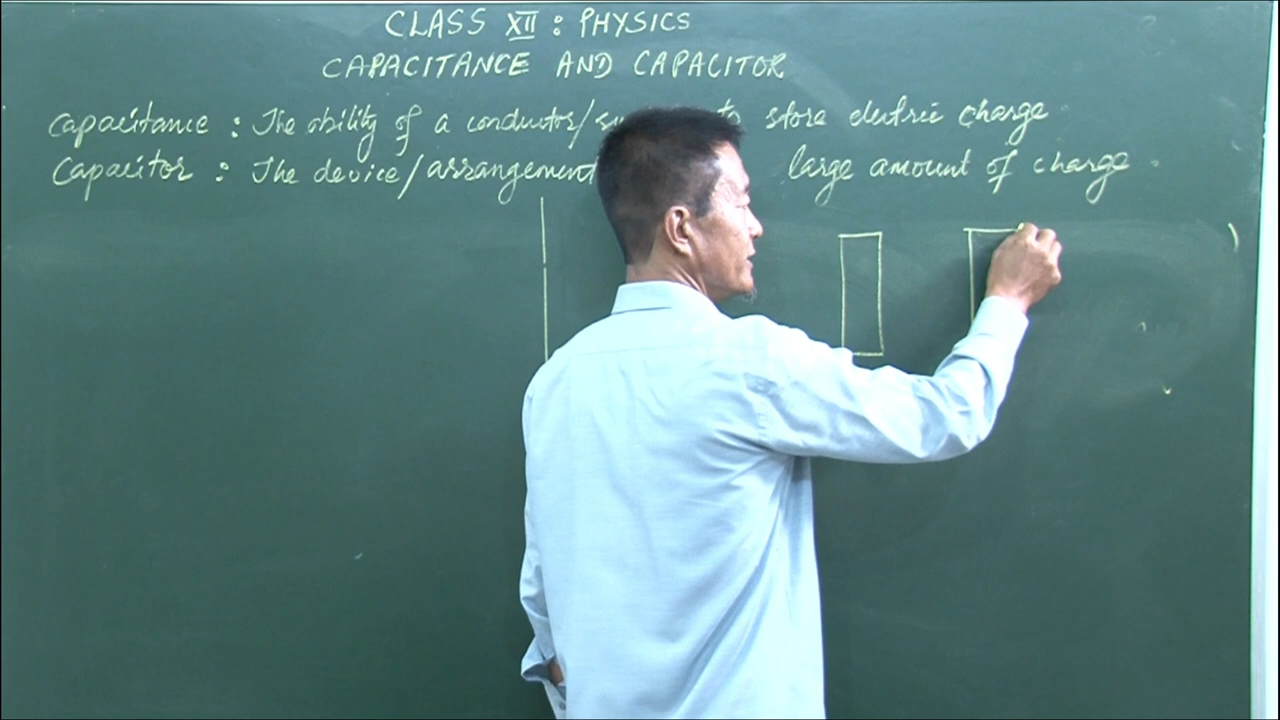 CLASS XII : PHYSICS
CAPACITANCE AND CAPACITOR
Capacitance : The ability of a conductor/ to store electric charge
Capacitor : The device/arrangement large amount of charge .